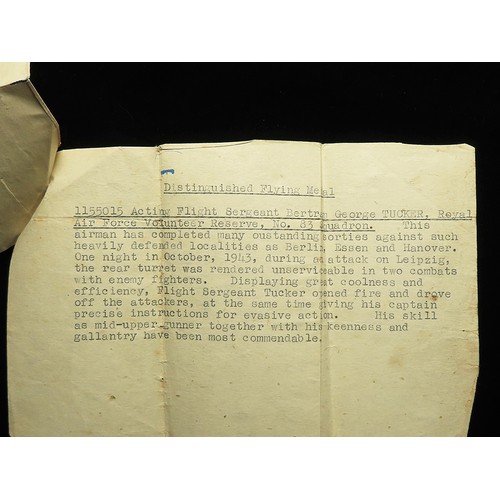 Distinguished Flying Medal
1155015 Acting Flight Sergeant Bertram George TUCKER, Royal
Air Force Volunteer Reserve, No. 83 Squadron. This
airman has completed many oustanding sorties against such
heavily defended localities as Berlin, Essen and Hanover.
One night in October, 1943, during an attack on Leipzig,
the rear turret was rendered unservicable in two combats
with enemy fighters. Displaying great coolness and
efficiency, Flight Sergeant Tucker opened fire and drove
off the attackers, at the same time giving his captain
precise instructions for evasive action. His skill
as mid-upper gunner together with his keenness and
gallantry have been most commendable.